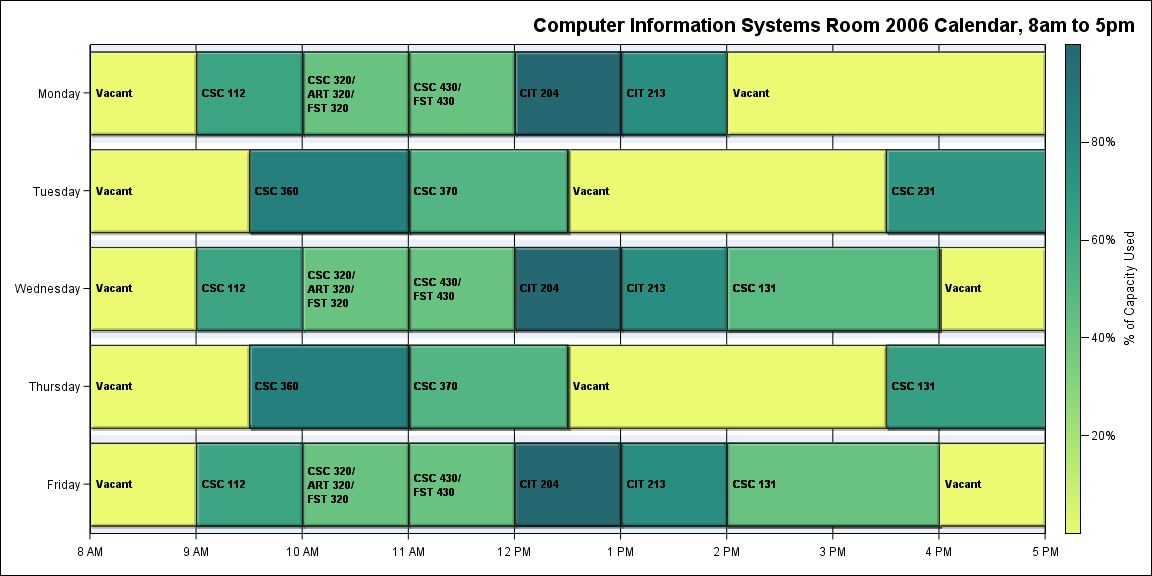 Computer Information Systems Room 2006 Calendar, 8am to 5pm
Monday
Vacant
CSC 112
CSC 320/
ART 320/
FST 320
CSC 430/
FST 430
CIT 204
CIT 213
Vacant
Tuesday
Vacant
CSC 360
CSC 370
Vacant
CSC 231
Wednesday
Vacant
CSC 112
CSC 320/
ART 320/
FST 320
CSC 430/
FST 430
CIT 204
CIT 213
CSC 131
Vacant
Thursday
Vacant
CSC 360
CSC 370
Vacant
CSC 131
Friday
Vacant
CSC 112
CSC 320/
ART 320/
FST 320
CSC 430/
FST 430
CIT 204
CIT 213
CSC 131
Vacant
8 AM
9 AM
10 AM
11 AM
12 PM
1 PM
2 PM
3 PM
4 PM
5 PM
80%
60%
40%
20%
% of Capacity Used